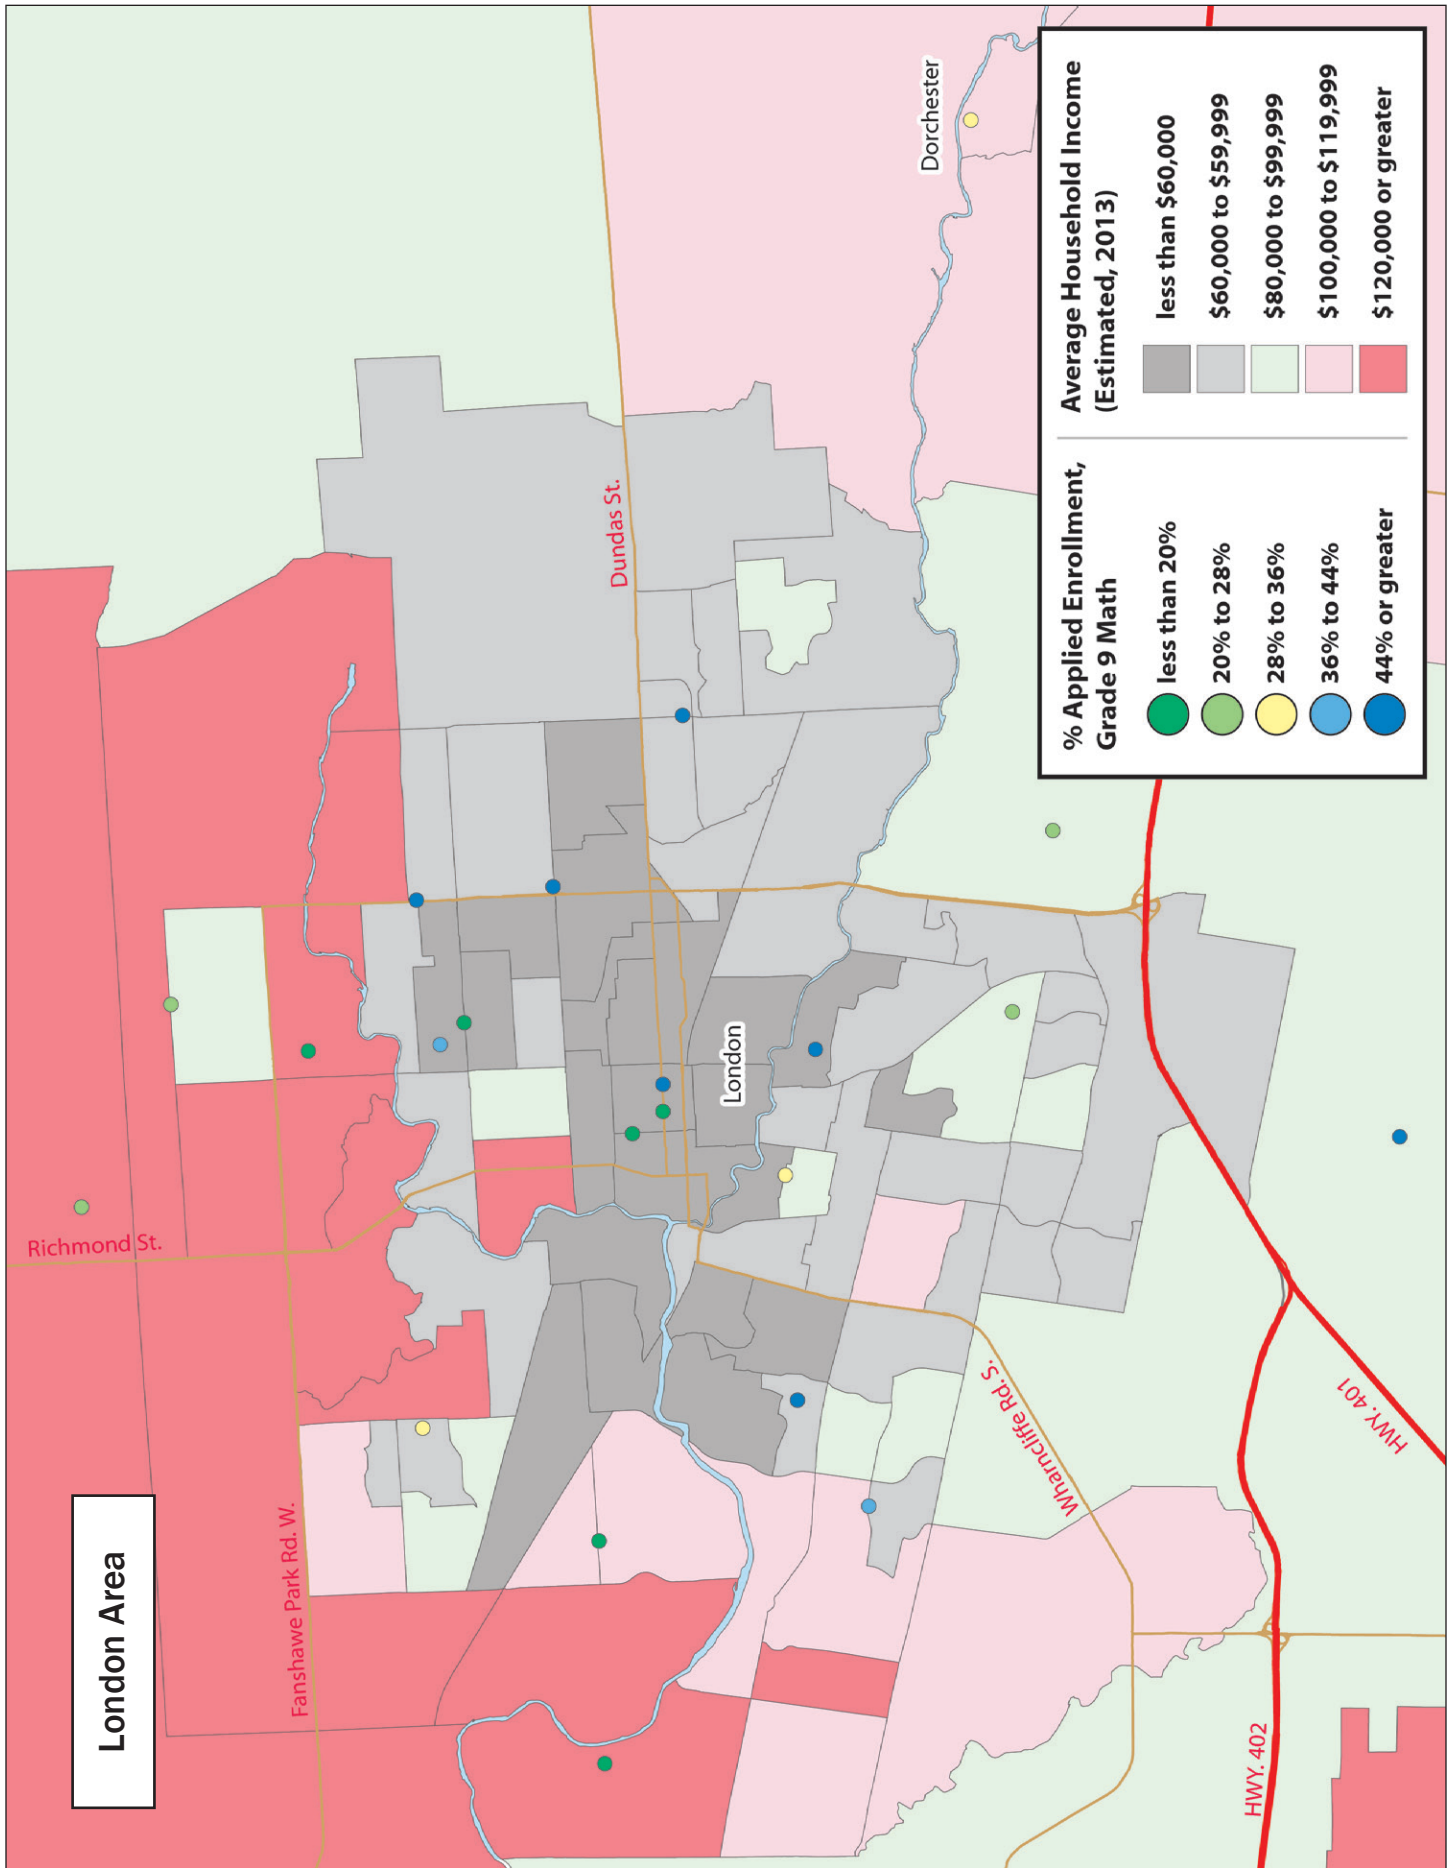 London Area
Richmond St.
Fanshawe Park Rd. W.
Dundas St.
Dorchester
London
Wharncliffe Rd. S.
HWY. 401
HWY. 402
% Applied Enrollment,
Grade 9 Math
less than 20%
20% to 28%
28% to 36%
36% to 44%
44% or greater
Average Household Income
(Estimated, 2013)
less than $60,000
$60,000 to $59,999
$80,000 to $99,999
$100,000 to $119,999
$120,000 or greater